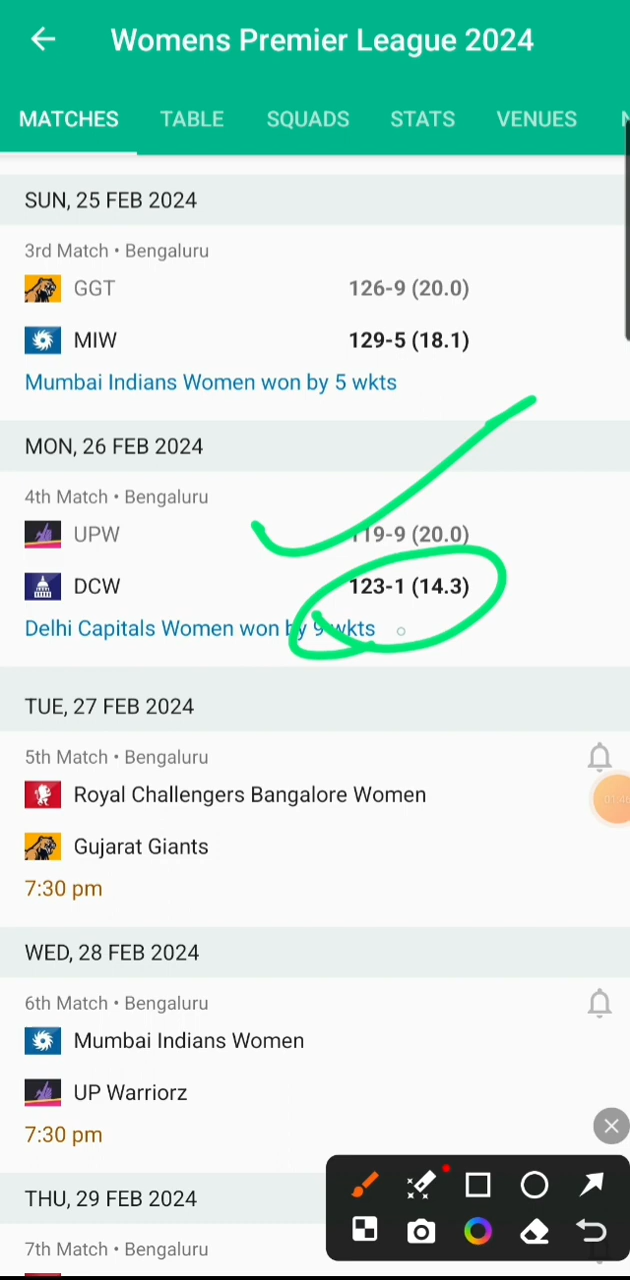 Womens Premier League 2024
MATCHES TABLE SQUADS STATS VENUES
SUN, 25 FEB 2024
3rd Match • Bengaluru
GGT 126-9 (20.0)
MIW 129-5 (18.1)
Mumbai Indians Women won by 5 wkts
MON, 26 FEB 2024
4th Match • Bengaluru
UPW 119-9 (20.0)
DCW 123-1 (14.3)
Delhi Capitals Women won by 9 wkts
TUE, 27 FEB 2024
5th Match • Bengaluru
Royal Challengers Bangalore Women
Gujarat Giants
7:30 pm
WED, 28 FEB 2024
6th Match • Bengaluru
Mumbai Indians Women
UP Warriorz
7:30 pm
THU, 29 FEB 2024
7th Match • Bengaluru